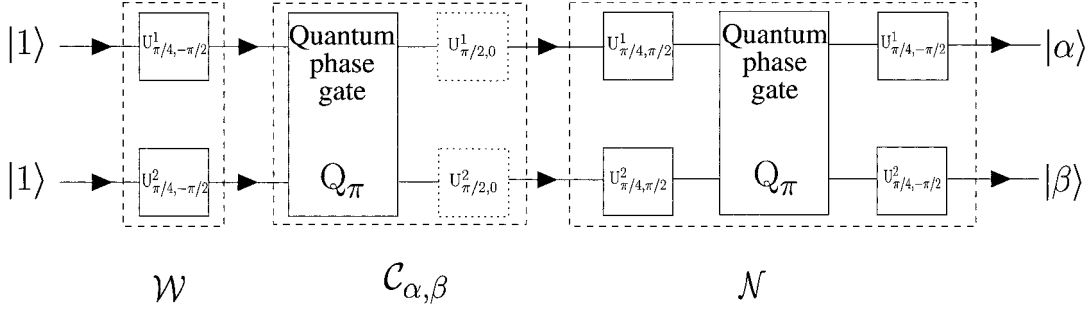 |1⟩ U¹π/4,−π/2 Quantum phase gate U¹π/2,0 U¹π/4,π/2 Quantum phase gate U¹π/4,−π/2 |α⟩
|1⟩ U²π/4,−π/2 Qπ U²π/2,0 U²π/4,π/2 Qπ U²π/4,−π/2 |β⟩
𝒲 𝒞α,β 𝒩